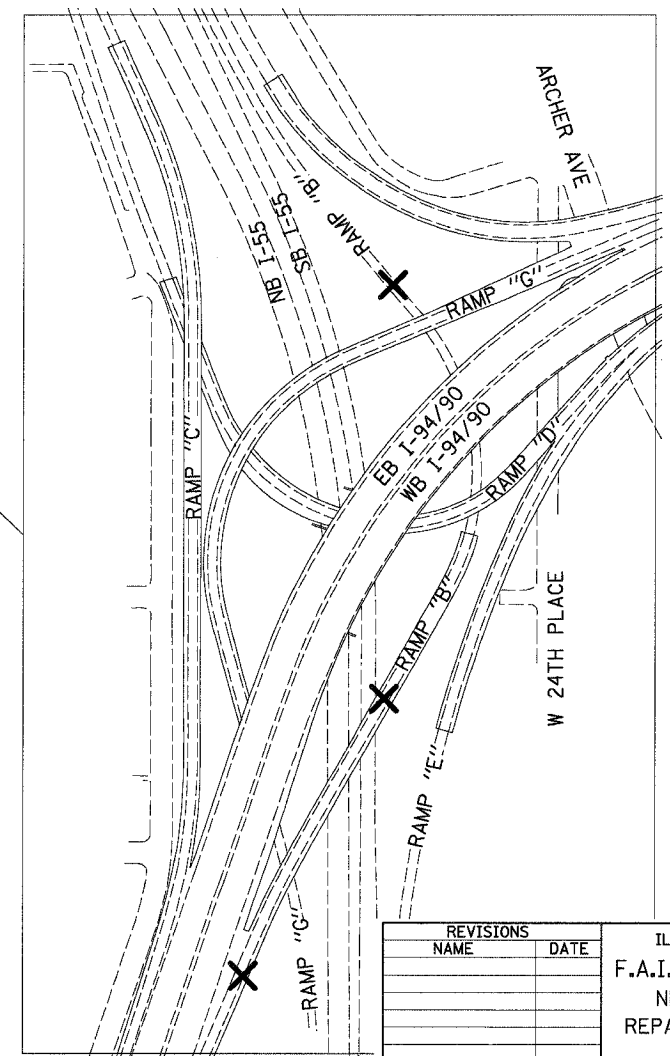 ARCHER AVE
NB I-55
SB I-55
RAMP "B"
RAMP "G"
RAMP "C"
EB I-94/90
WB I-94/90
RAMP "D"
RAMP "B"
W 24TH PLACE
RAMP "E"
RAMP "G"
REVISIONS
NAME DATE
IL
F.A.I.
REPA